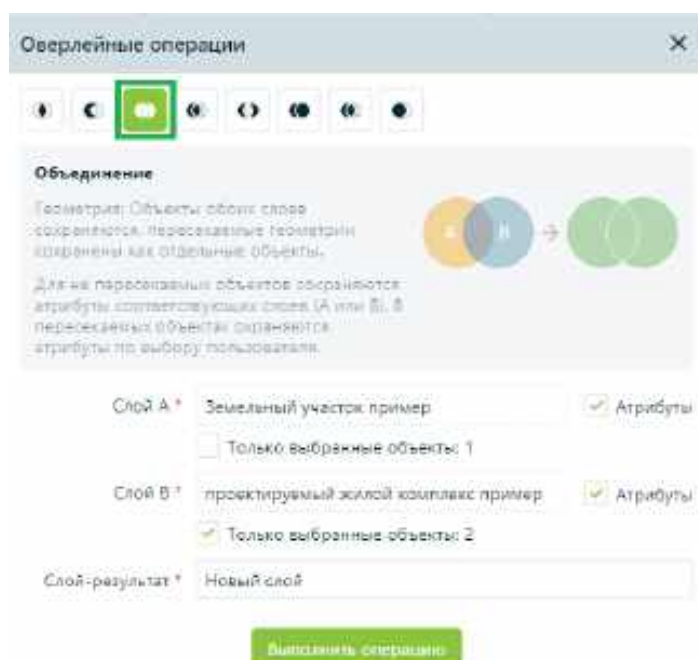 Оверлейные операции
Объединение
Геометрия: Объекты обоих слоев
сохраняются, пересекаемые геометрии
сохранены как отдельные объекты.
Для не пересекаемых объектов сохраняются
атрибуты соответствующих слоев (А или В). В
пересекаемых объектах охраняются
атрибуты по выбору пользователя.
A B
Слой А * Земельный участок пример Атрибуты
Только выбранные объекты: 1
Слой В * проектируемый жилой комплекс пример Атрибуты
Только выбранные объекты: 2
Слой-результат * Новый слой
Выполнить операцию